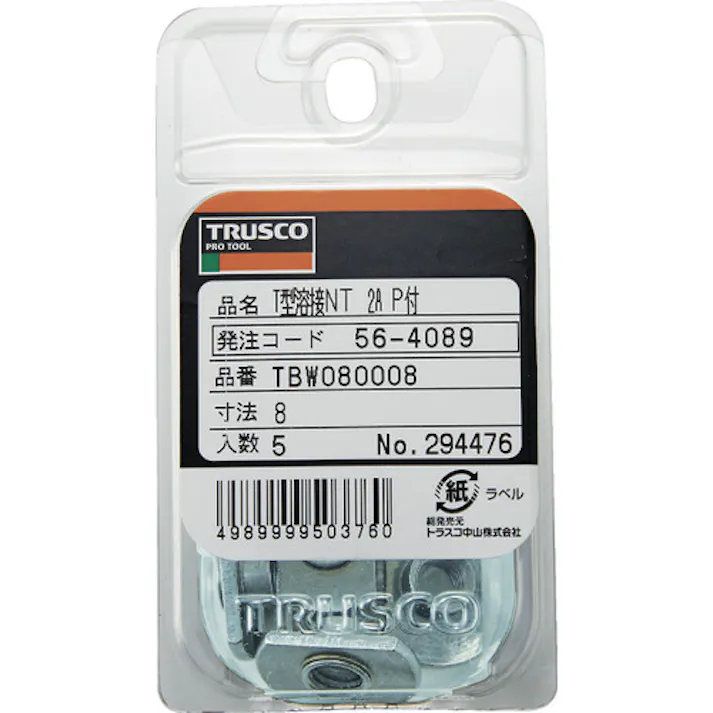 TRUSCO
PRO TOOL
品名 T型溶接NT 2A P付
発注コード 56-4089
品番 TBW080008
寸法 8
入数 5 No.294476
紙 ラベル
4989999503760
総発売元
トラスコ中山株式会社
TRUSCO